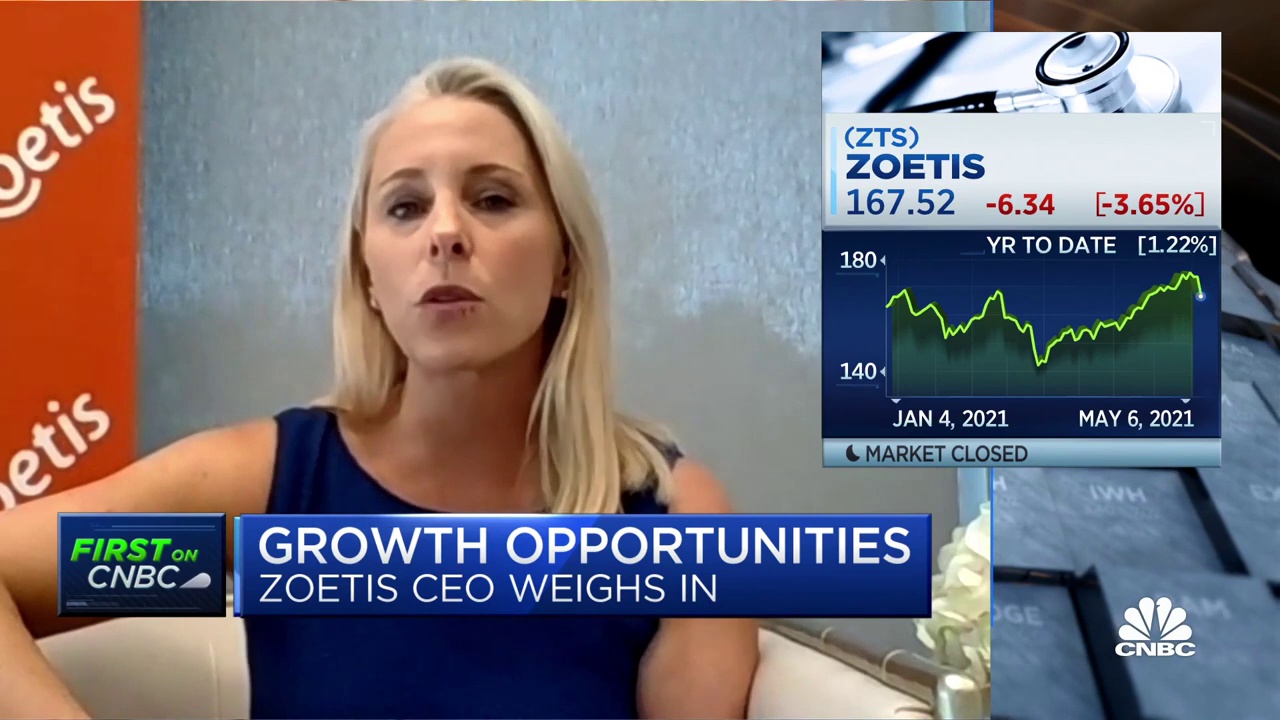 zoetis
oetis
(ZTS)
ZOETIS
167.52 -6.34 [-3.65%]
YR TO DATE [1.22%]
180
140
JAN 4, 2021 MAY 6, 2021
MARKET CLOSED
FIRST ON
CNBC
GROWTH OPPORTUNITIES
ZOETIS CEO WEIGHS IN
IWH
CNBC